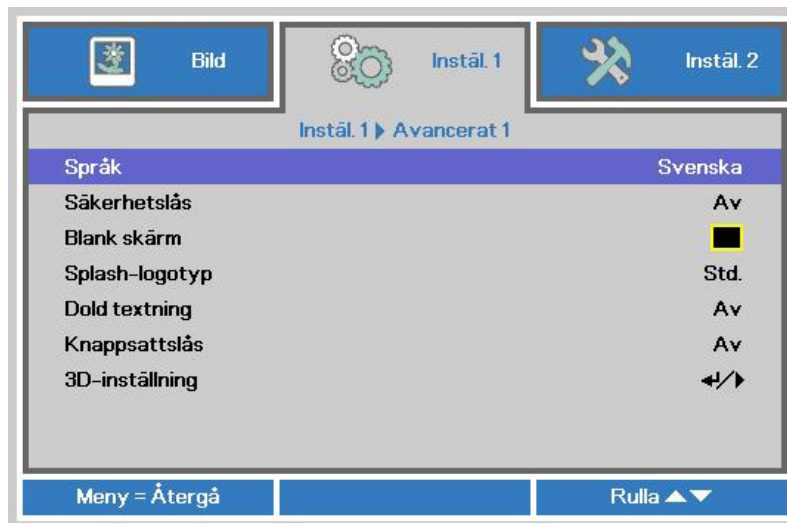 Bild
Instäl. 1
Instäl. 2
Instäl. 1 Avancerat 1
Språk Svenska
Säkerhetslås Av
Blank skärm
Splash-logotyp Std.
Dold textning Av
Knappsattslås Av
3D-inställning /
Meny = Återgå
Rulla